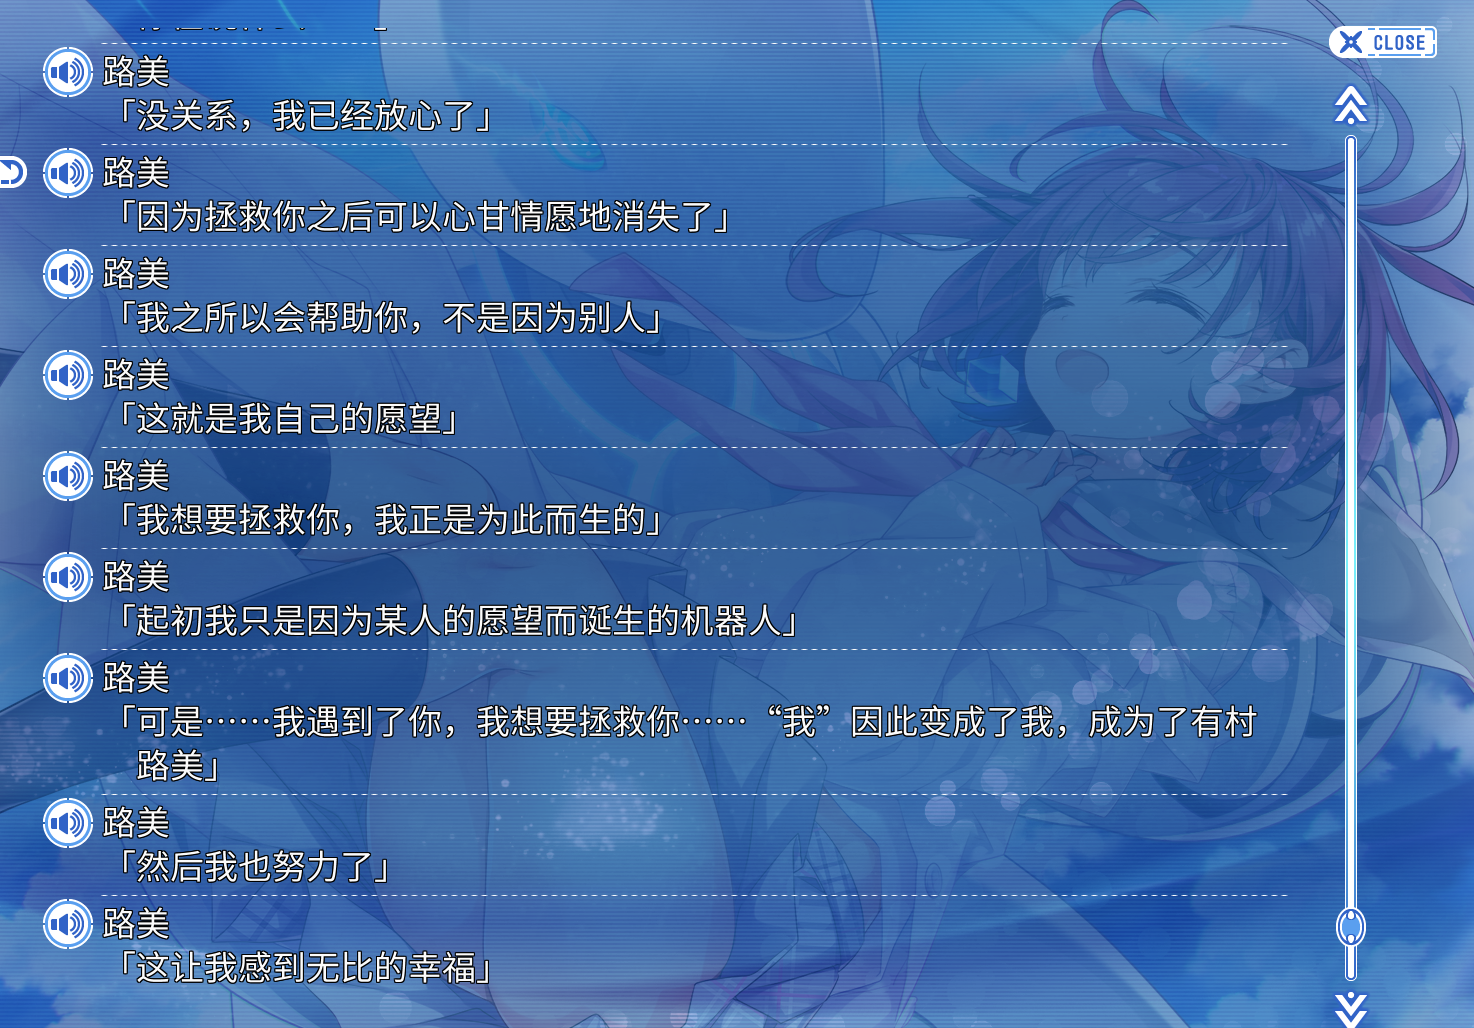 CLOSE
路美
「没关系，我已经放心了」
路美
「因为拯救你之后可以心甘情愿地消失了」
路美
「我之所以会帮助你，不是因为别人」
路美
「这就是我自己的愿望」
路美
「我想要拯救你，我正是为此而生的」
路美
「起初我只是因为某人的愿望而诞生的机器人」
路美
「可是……我遇到了你，我想要拯救你……“我”因此变成了我，成为了有村
路美」
路美
「然后我也努力了」
路美
「这让我感到无比的幸福」